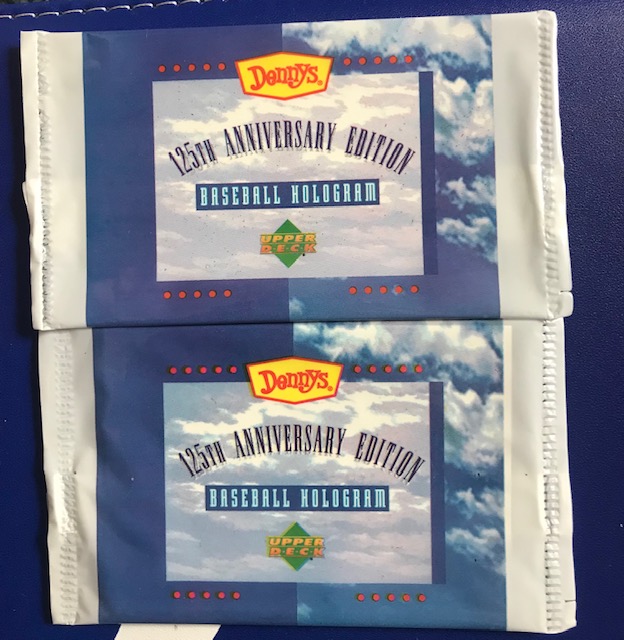 Denny's®
125TH ANNIVERSARY EDITION
BASEBALL HOLOGRAM
UPPER
DECK
Denny's®
125TH ANNIVERSARY EDITION
BASEBALL HOLOGRAM
UPPER
DECK